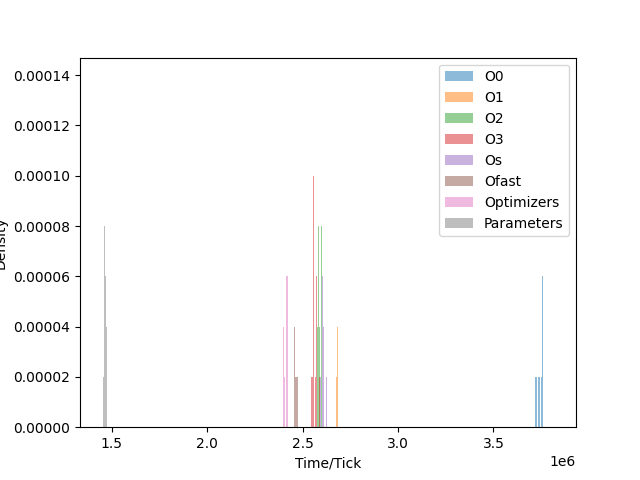 0.00014
0.00012
0.00010
0.00008
0.00006
0.00004
0.00002
0.00000
Density
1.5
2.0
2.5
3.0
3.5
1e6
Time/Tick
O0
O1
O2
O3
Os
Ofast
Optimizers
Parameters